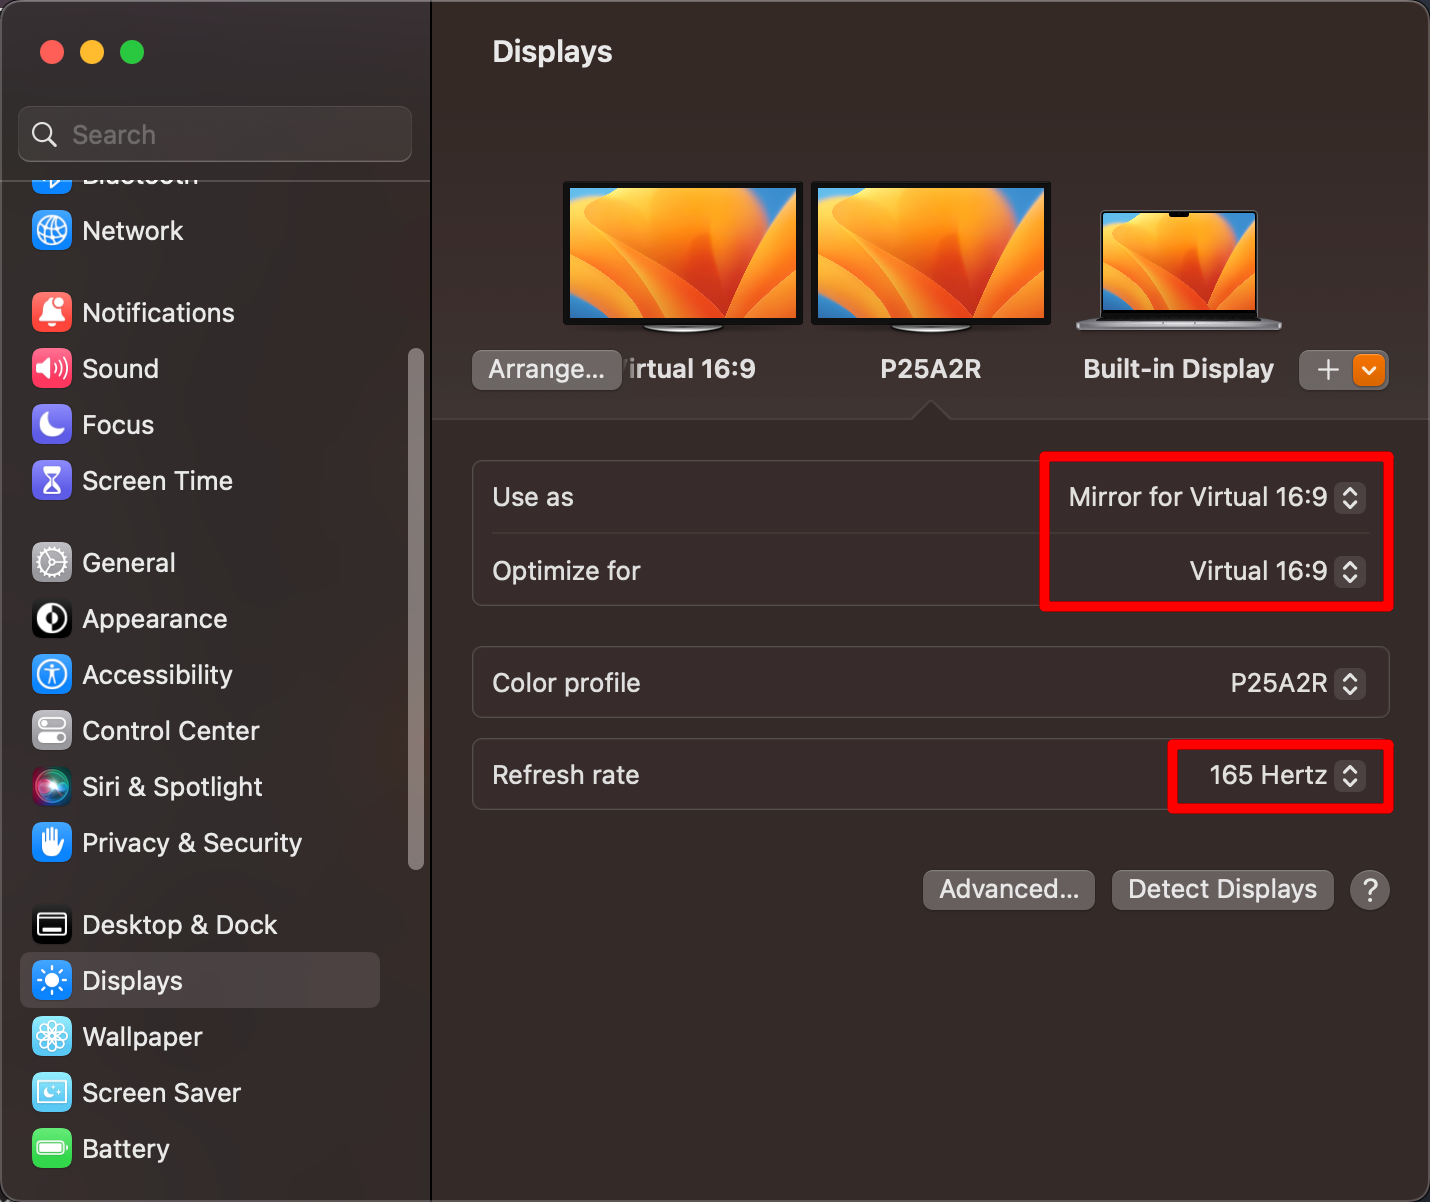 Displays
Search
Bluetooth
Network
Notifications
Sound
Focus
Screen Time
General
Appearance
Accessibility
Control Center
Siri & Spotlight
Privacy & Security
Desktop & Dock
Displays
Wallpaper
Screen Saver
Battery
Arrange... irtual 16:9 P25A2R Built-in Display
Use as Mirror for Virtual 16:9
Optimize for Virtual 16:9
Color profile P25A2R
Refresh rate 165 Hertz
Advanced... Detect Displays ?